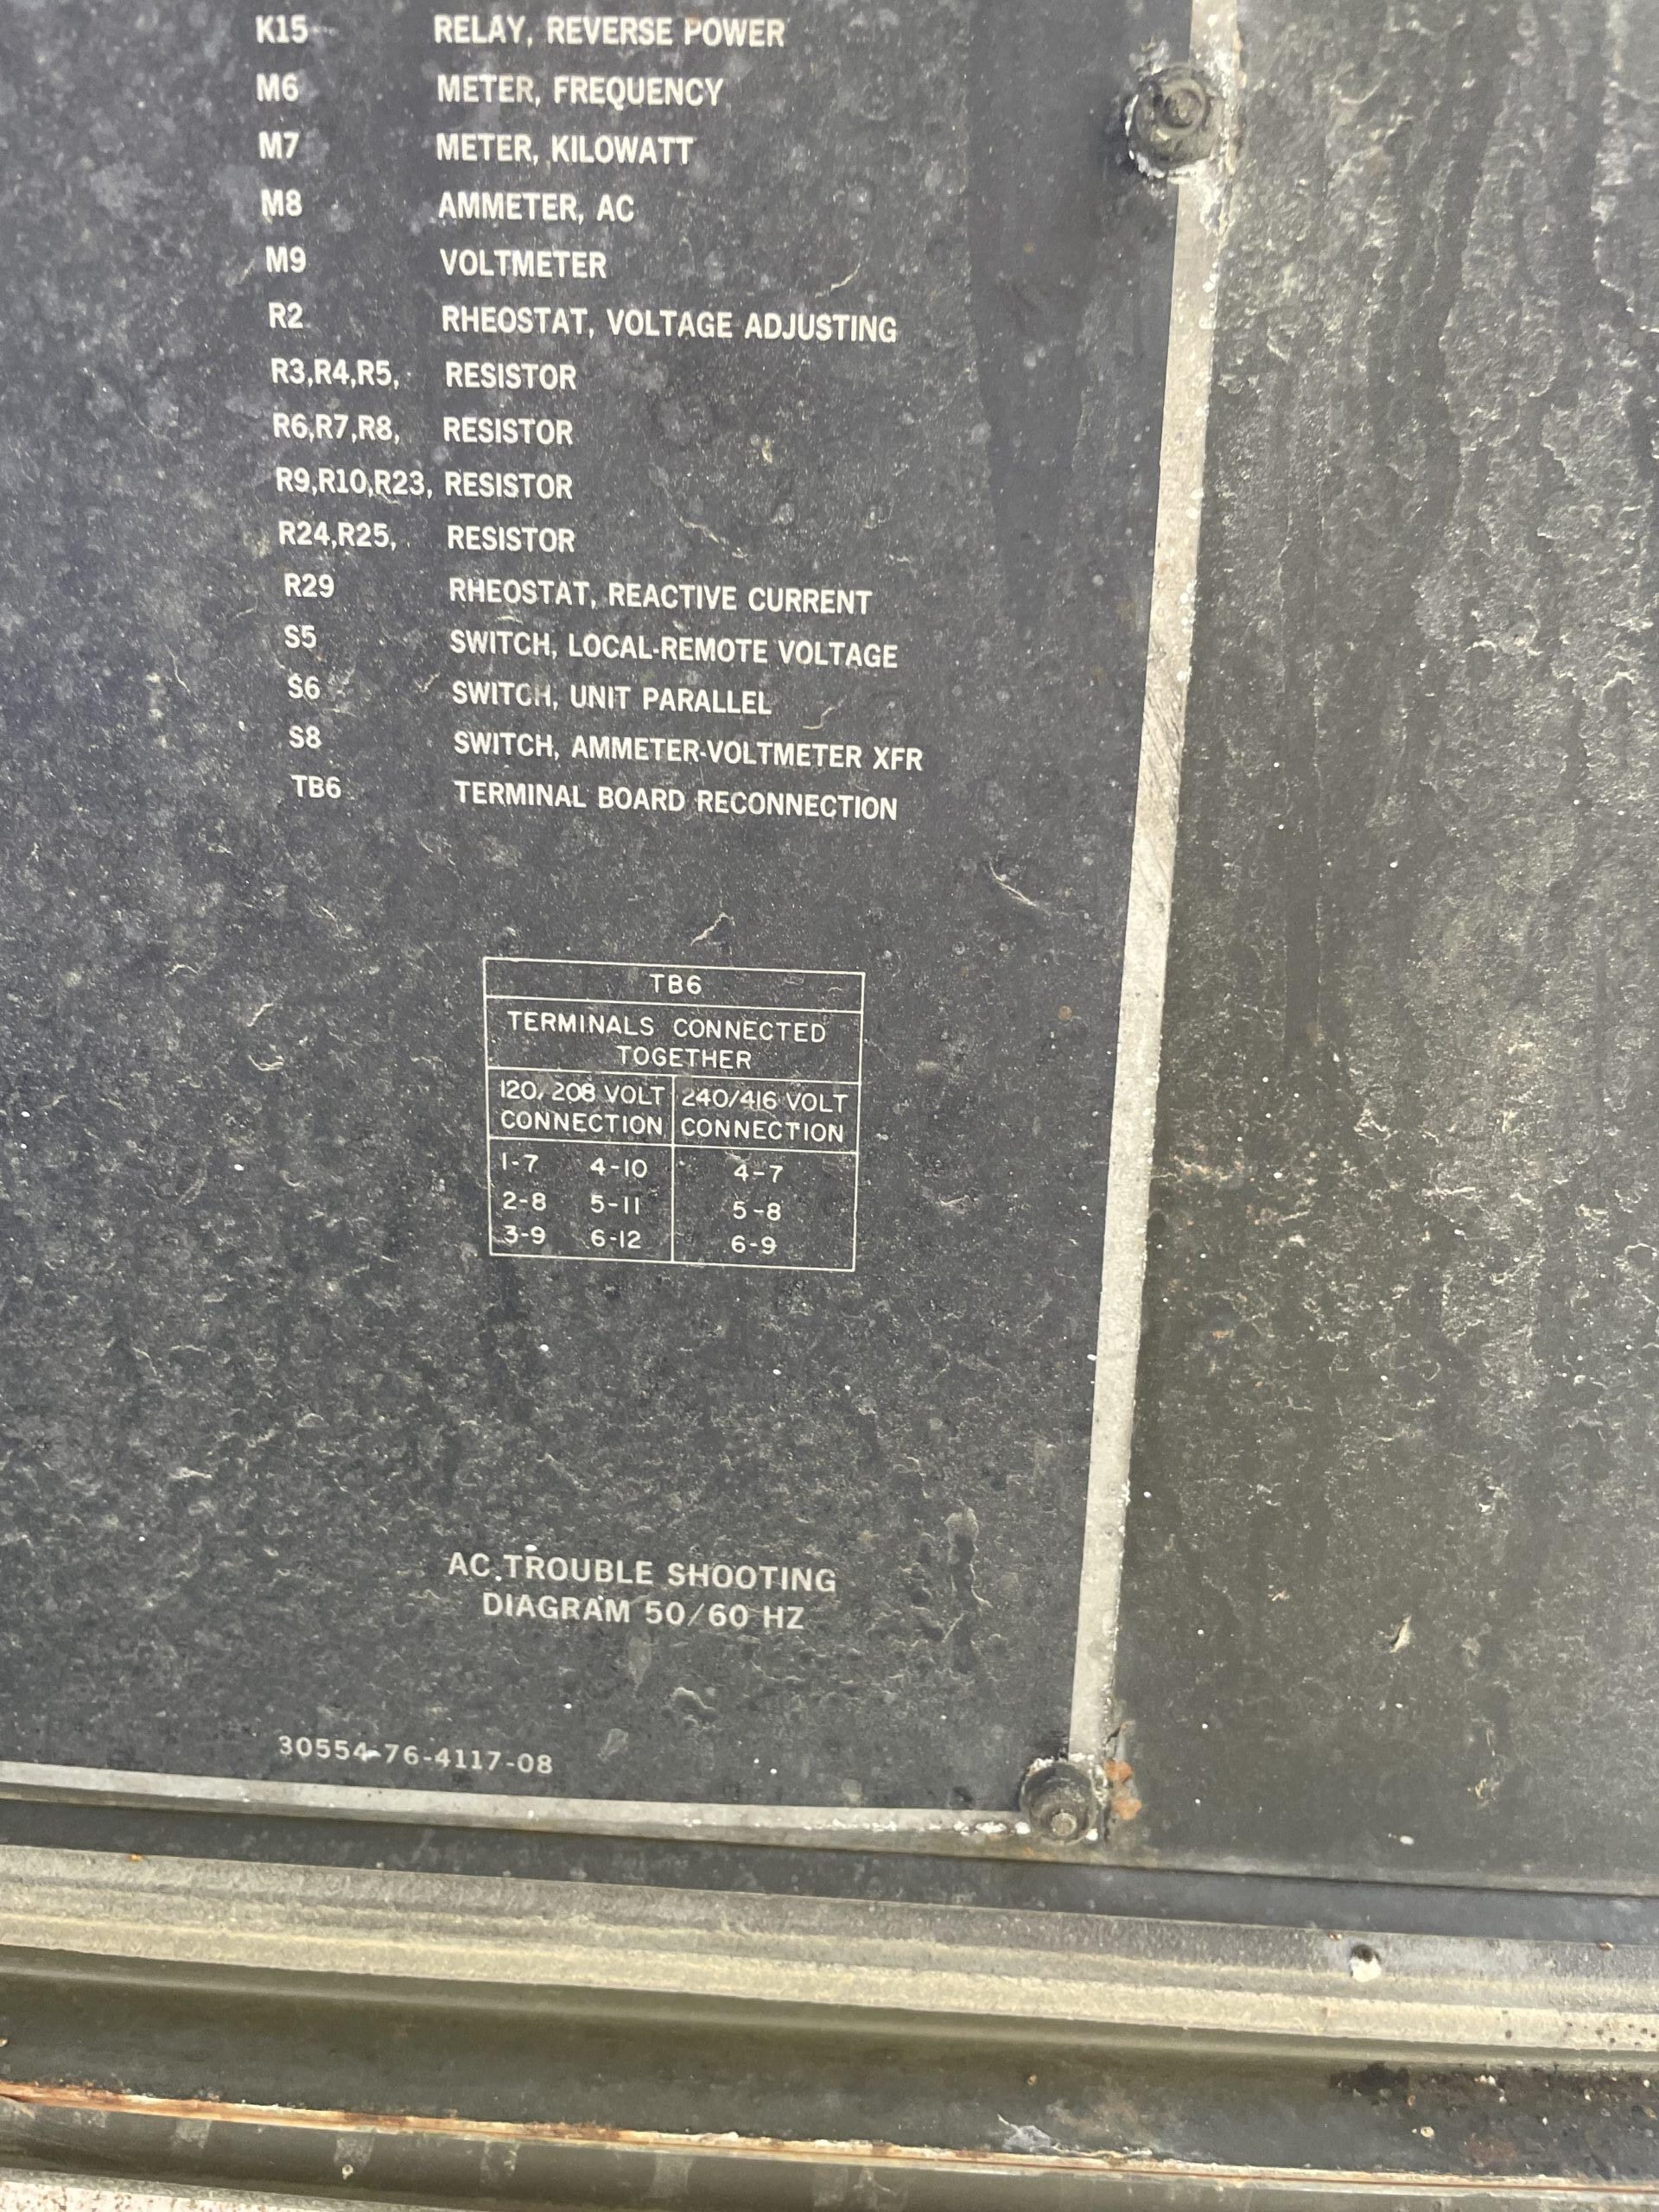 K15 RELAY, REVERSE POWER
M6 METER, FREQUENCY
M7 METER, KILOWATT
M8 AMMETER, AC
M9 VOLTMETER
R2 RHEOSTAT, VOLTAGE ADJUSTING
R3,R4,R5, RESISTOR
R6,R7,R8, RESISTOR
R9,R10,R23, RESISTOR
R24,R25, RESISTOR
R29 RHEOSTAT, REACTIVE CURRENT
S5 SWITCH, LOCAL-REMOTE VOLTAGE
S6 SWITCH, UNIT PARALLEL
S8 SWITCH, AMMETER-VOLTMETER XFR
TB6 TERMINAL BOARD RECONNECTION
TB6
TERMINALS CONNECTED
TOGETHER
120/208 VOLT 240/416 VOLT
CONNECTION CONNECTION
1-7 4-10 4-7
2-8 5-11 5-8
3-9 6-12 6-9
AC TROUBLE SHOOTING
DIAGRAM 50/60 HZ
30554-76-4117-08